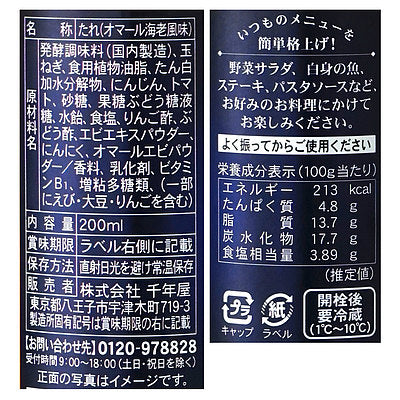 名 称 たれ(オマール海老風味)
原材料名
発酵調味料(国内製造)、玉
ねぎ、食用植物油脂、たん白
加水分解物、にんじん、トマ
ト、砂糖、果糖ぶどう糖液
糖、水飴、食塩、りんご酢、ぶ
どう酢、エビエキスパウダー、
にんにく、オマールエビパウ
ダー/香料、乳化剤、ビタミ
ンB1、増粘多糖類、(一部
にえび・大豆・りんごを含む)
内 容 量 200ml
賞味期限 ラベル右側に記載
保存方法 直射日光を避け常温保存
販売者 株式会社 千年屋
東京都八王子市宇津木町977
製造所固有記号は賞味期限の右に記載
【お問い合わせ先】0120-978828
受付時間 9:00〜18:00(土日・祝日を除く)
正面の写真はイメージです。
いつものメニューを
簡単格上げ!
野菜サラダ、白身の魚、
ステーキ、パスタソースなど、
お好みのお料理にかけて
お楽しみください。
よく振ってからご使用ください
栄養成分表示(100g当たり)
エネルギー 213 kcal
たんぱく質 4.8 g
脂質 13.7 g
炭水化物 17.7 g
食塩相当量 3.89 g
(推定値)
プラ
キャップ
紙
ラベル
開栓後
要冷蔵
(1℃〜10℃)